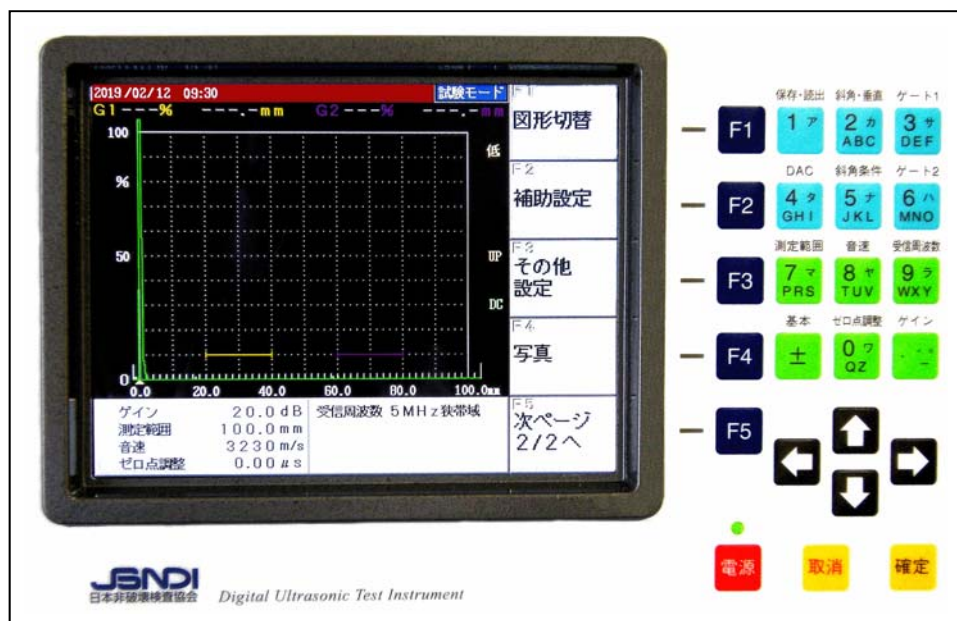 2019/02/12 09:30 試験モード
G1 ---% ---.-mm G2 ---% ---.-mm
100
%
50
0
低
UP
DC
0.0 20.0 40.0 60.0 80.0 100.0mm
ゲイン 20.0dB
測定範囲 100.0mm
音速 3230m/s
ゼロ点調整 0.00μs
受信周波数 5MHz狭帯域
F1
図形切替
F2
補助設定
F3
その他
設定
F4
写真
F5
次ページ
2/2へ
保存・読出 斜角・垂直 ゲート1
F1 1ア 2カ 3サ
ABC DEF
DAC 斜角条件 ゲート2
F2 4タ 5ナ 6ハ
GHI JKL MNO
測定範囲 音速 受信周波数
F3 7マ 8ヤ 9ラ
PRS TUV WXY
基本 ゼロ点調整 ゲイン
F4 ± 0ワ
QZ
F5
電源 取消 確定
JSNDI
日本非破壊検査協会
Digital Ultrasonic Test Instrument